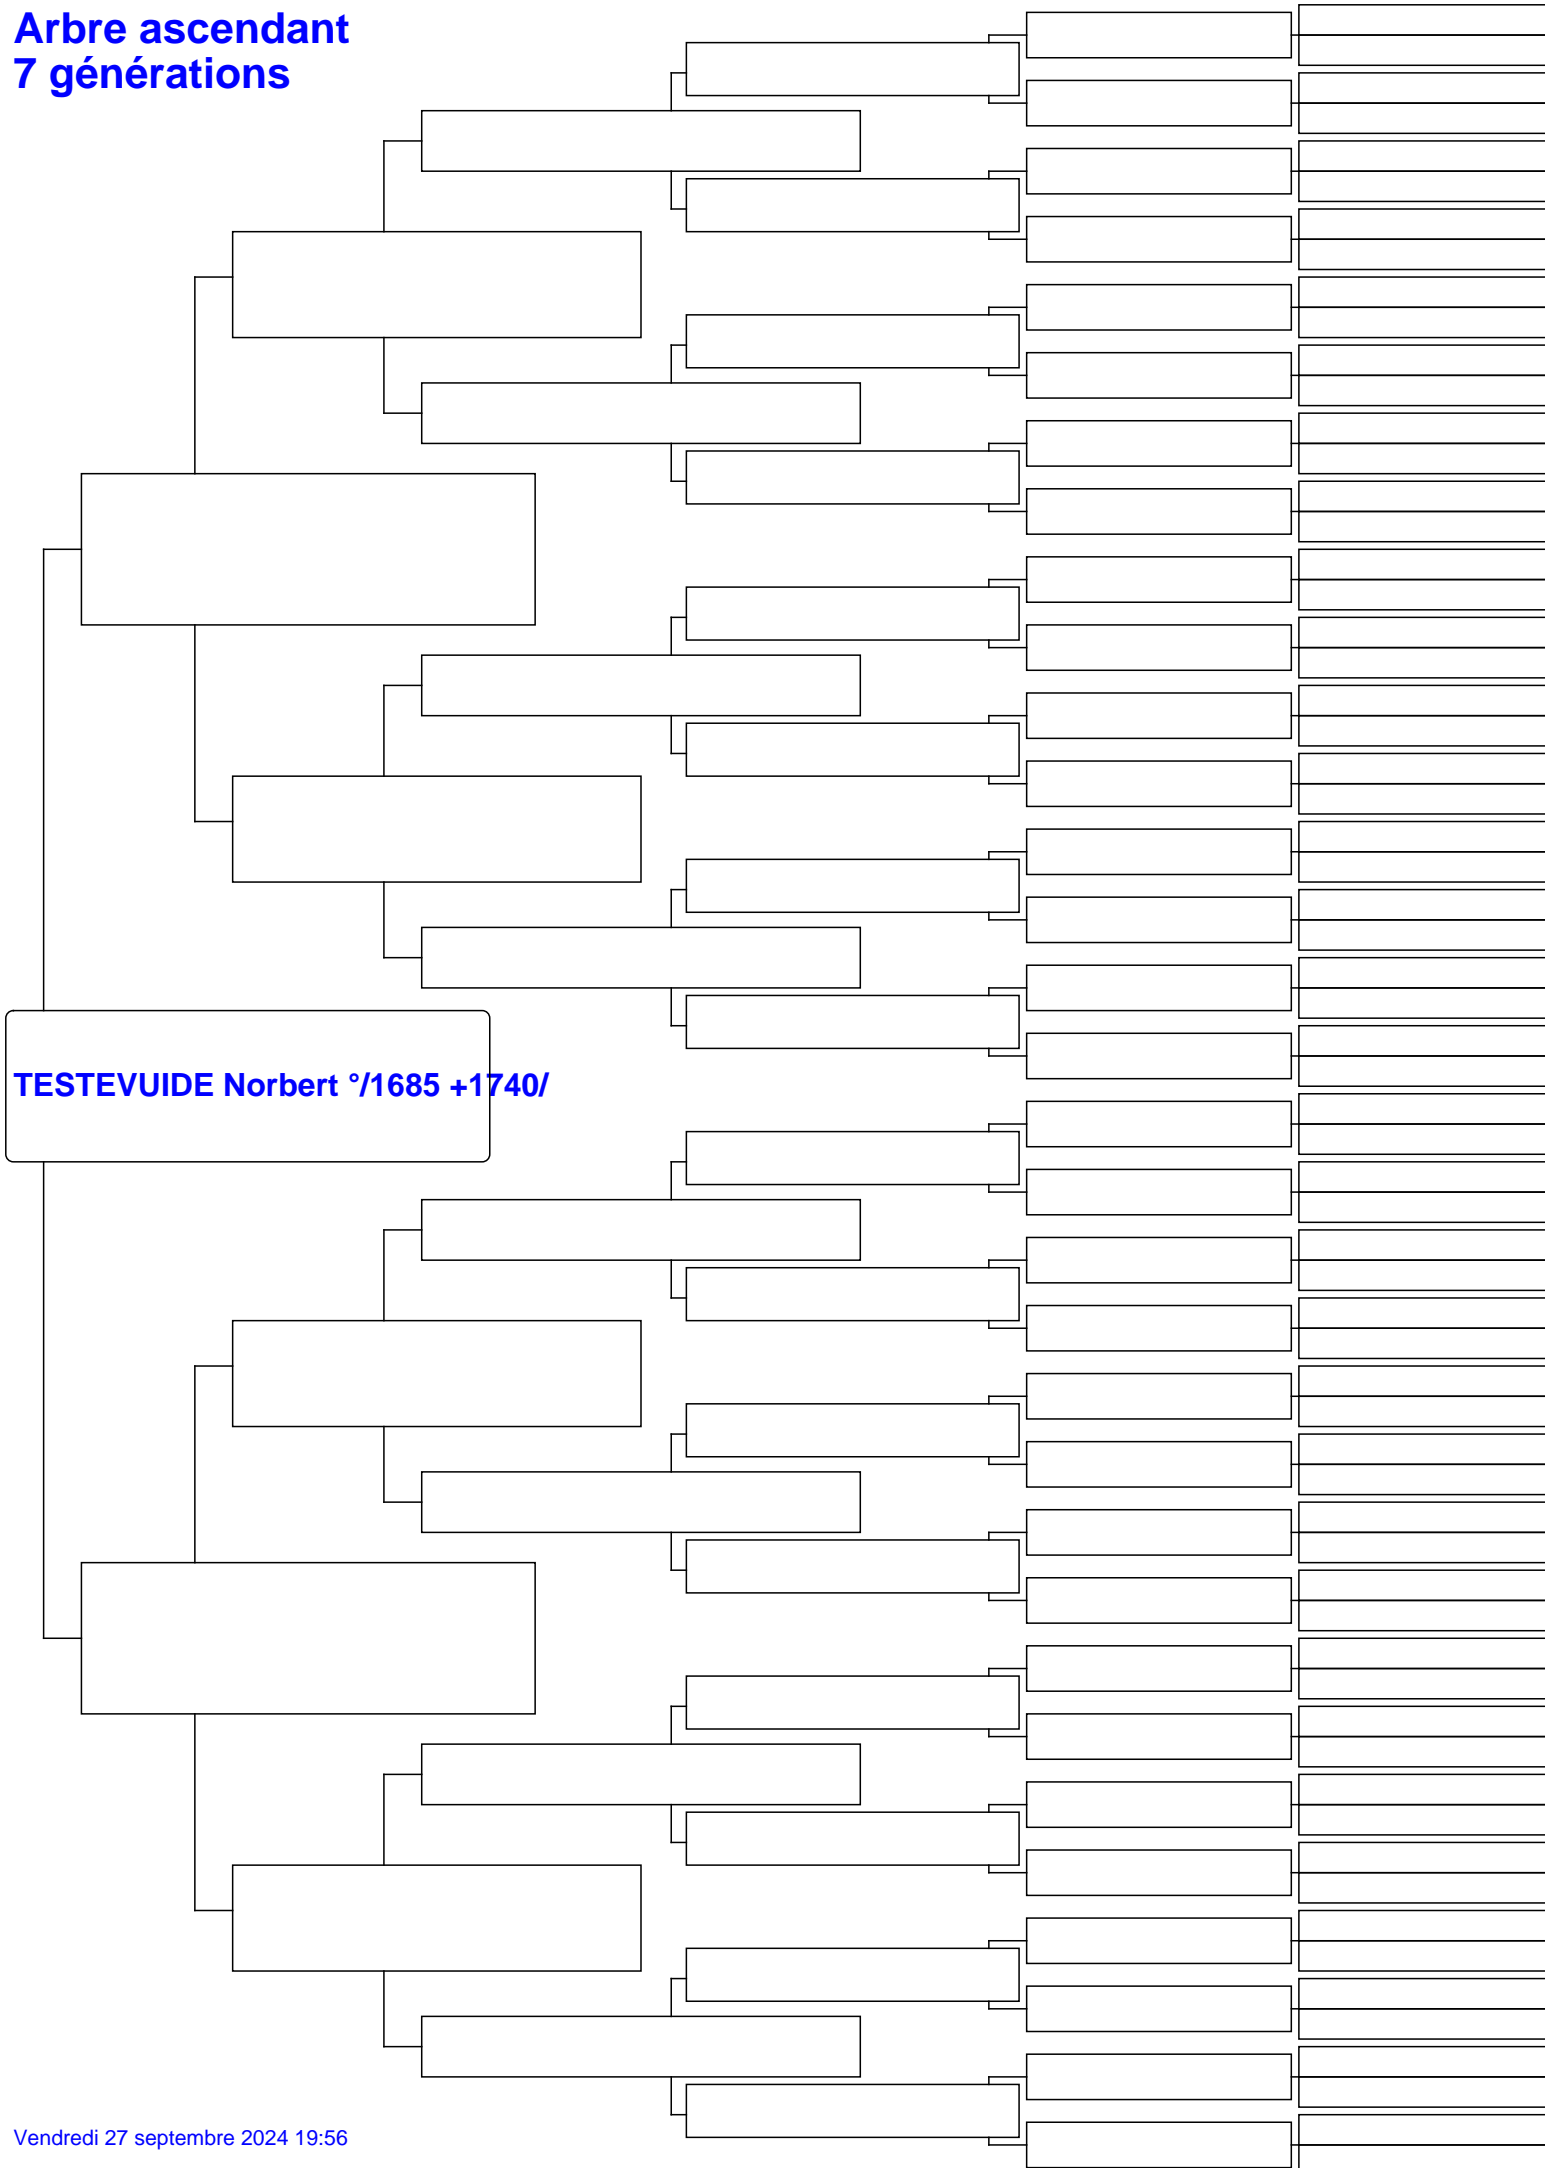 Arbre ascendant
7 générations
TESTEVUIDE Norbert °/1685 +1740/
Vendredi 27 septembre 2024 19:56